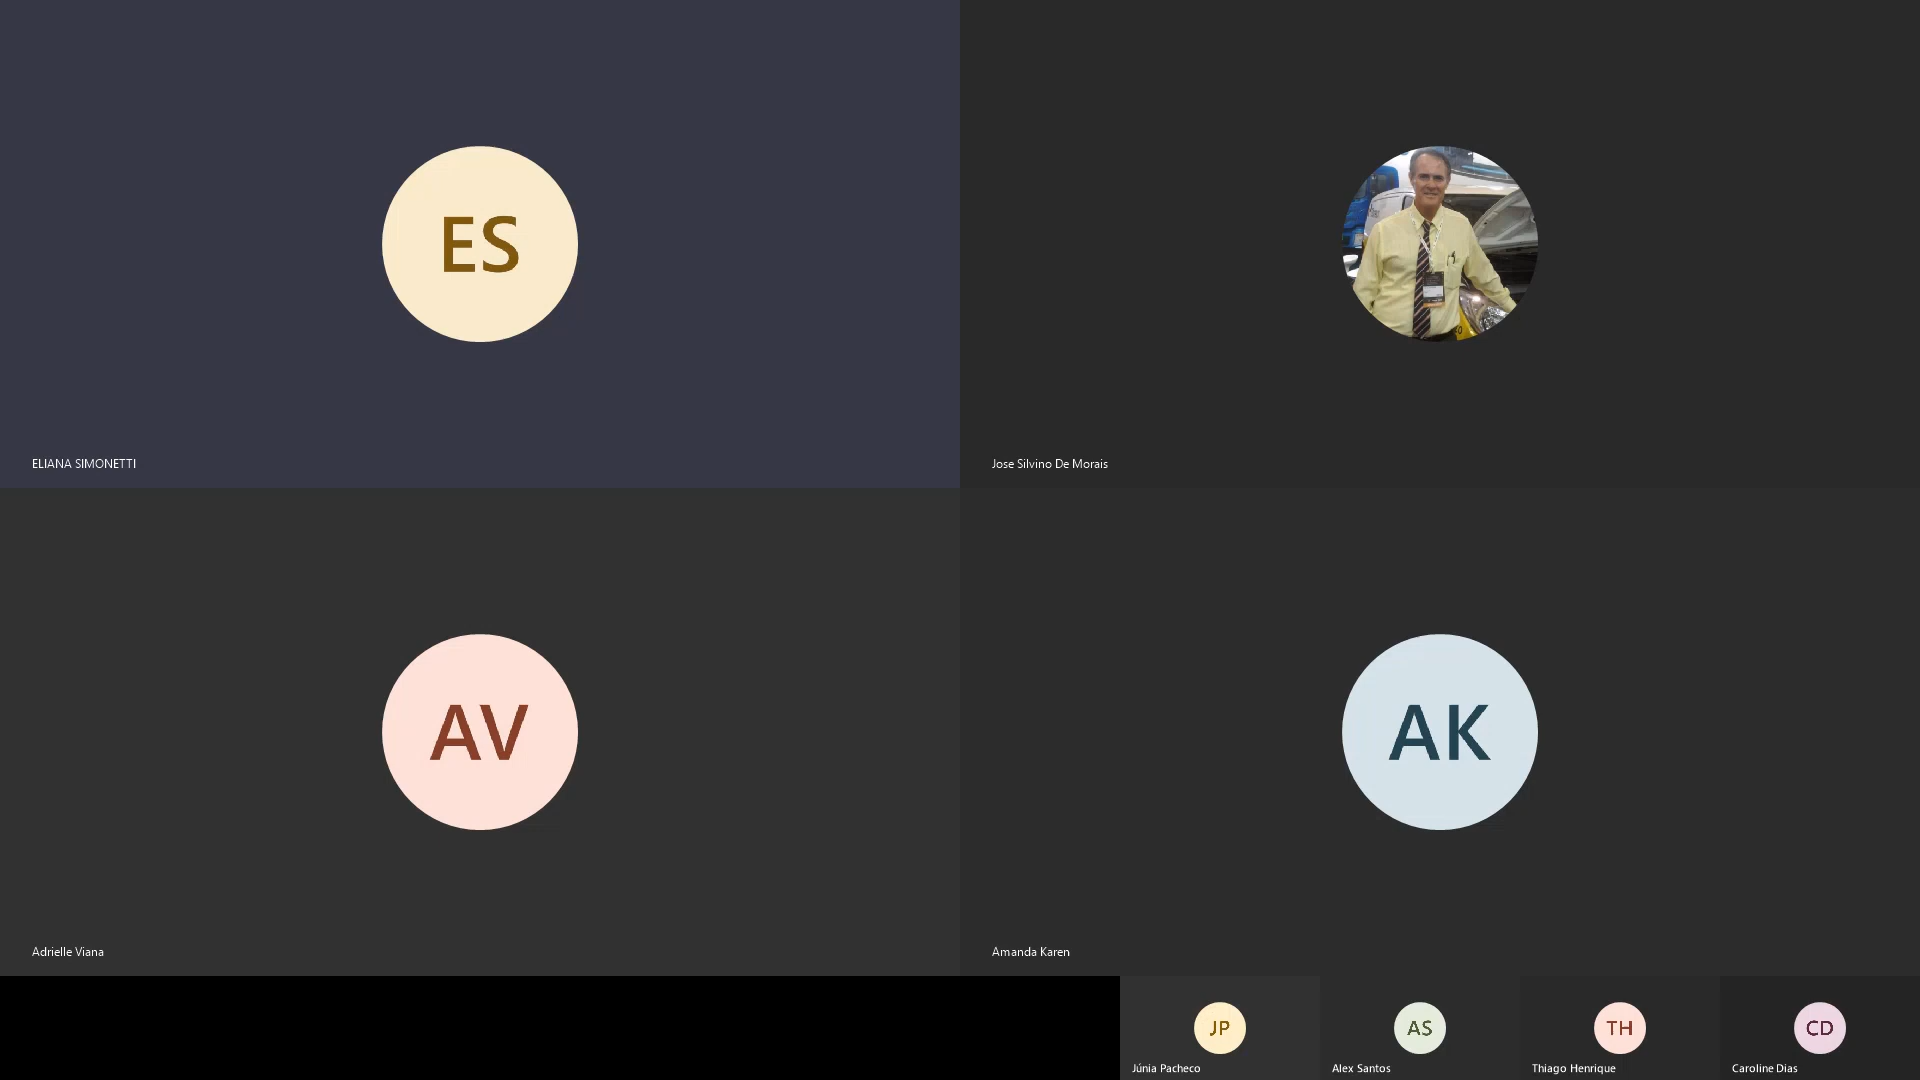 ES
ELIANA SIMONETTI
Jose Silvino De Morais
AV
Adrielle Viana
AK
Amanda Karen
JP
Júnia Pacheco
AS
Alex Santos
TH
Thiago Henrique
CD
Caroline Dias